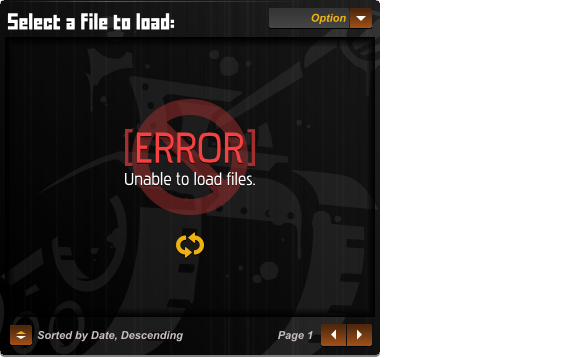 Select a file to load:
Option
[ERROR]
Unable to load files.
Sorted by Date, Descending
Page 1